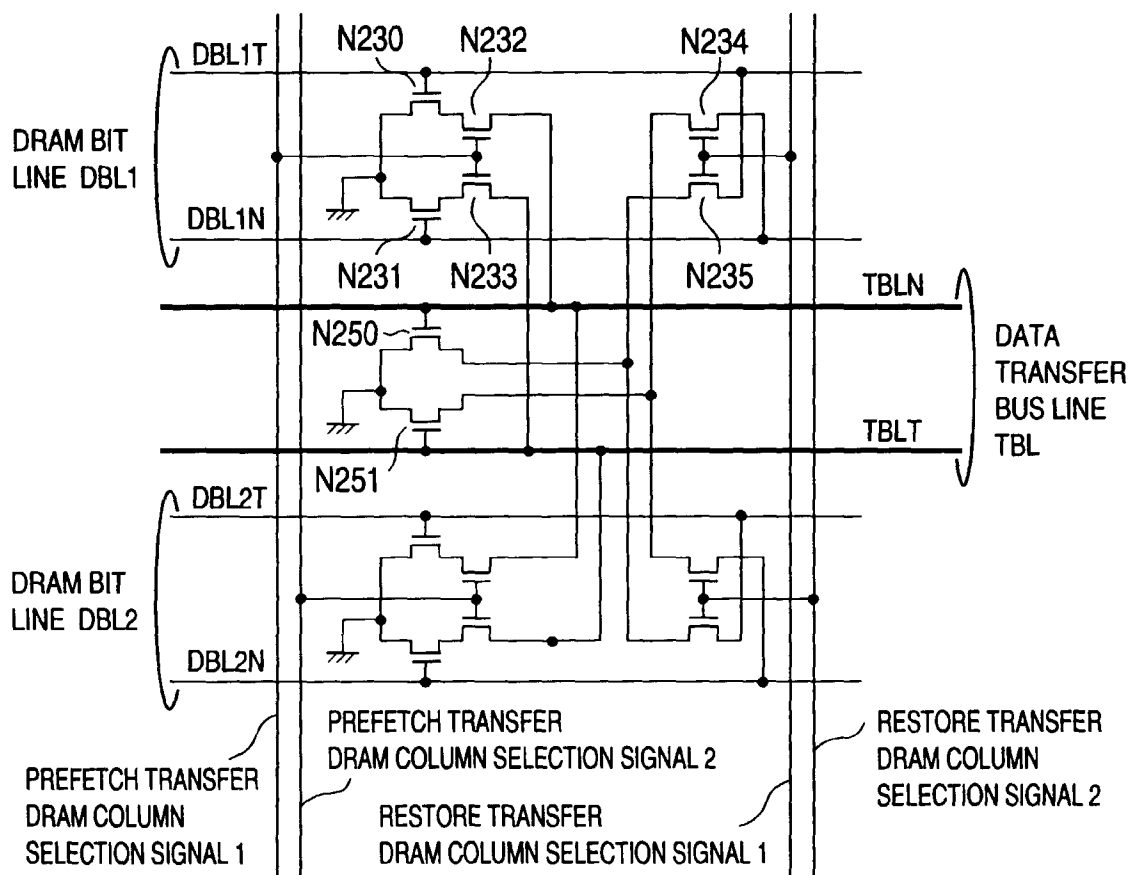 N230
N232
N234
DBL1T
DRAM BIT
LINE DBL1
DBL1N
N231
N233
N235
TBLN
N250
DATA
TRANSFER
BUS LINE
TBL
TBLT
N251
DBL2T
DRAM BIT
LINE DBL2
DBL2N
PREFETCH TRANSFER
DRAM COLUMN SELECTION SIGNAL 2
RESTORE TRANSFER
DRAM COLUMN
SELECTION SIGNAL 2
PREFETCH TRANSFER
DRAM COLUMN
SELECTION SIGNAL 1
RESTORE TRANSFER
DRAM COLUMN SELECTION SIGNAL 1